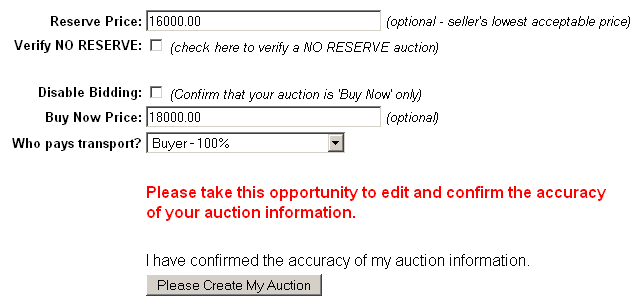 Reserve Price: 16000.00 (optional - seller's lowest acceptable price)
Verify NO RESERVE: (check here to verify a NO RESERVE auction)
Disable Bidding: (Confirm that your auction is 'Buy Now' only)
Buy Now Price: 18000.00 (optional)
Who pays transport? Buyer - 100%
Please take this opportunity to edit and confirm the accuracy
of your auction information.
I have confirmed the accuracy of my auction information.
Please Create My Auction